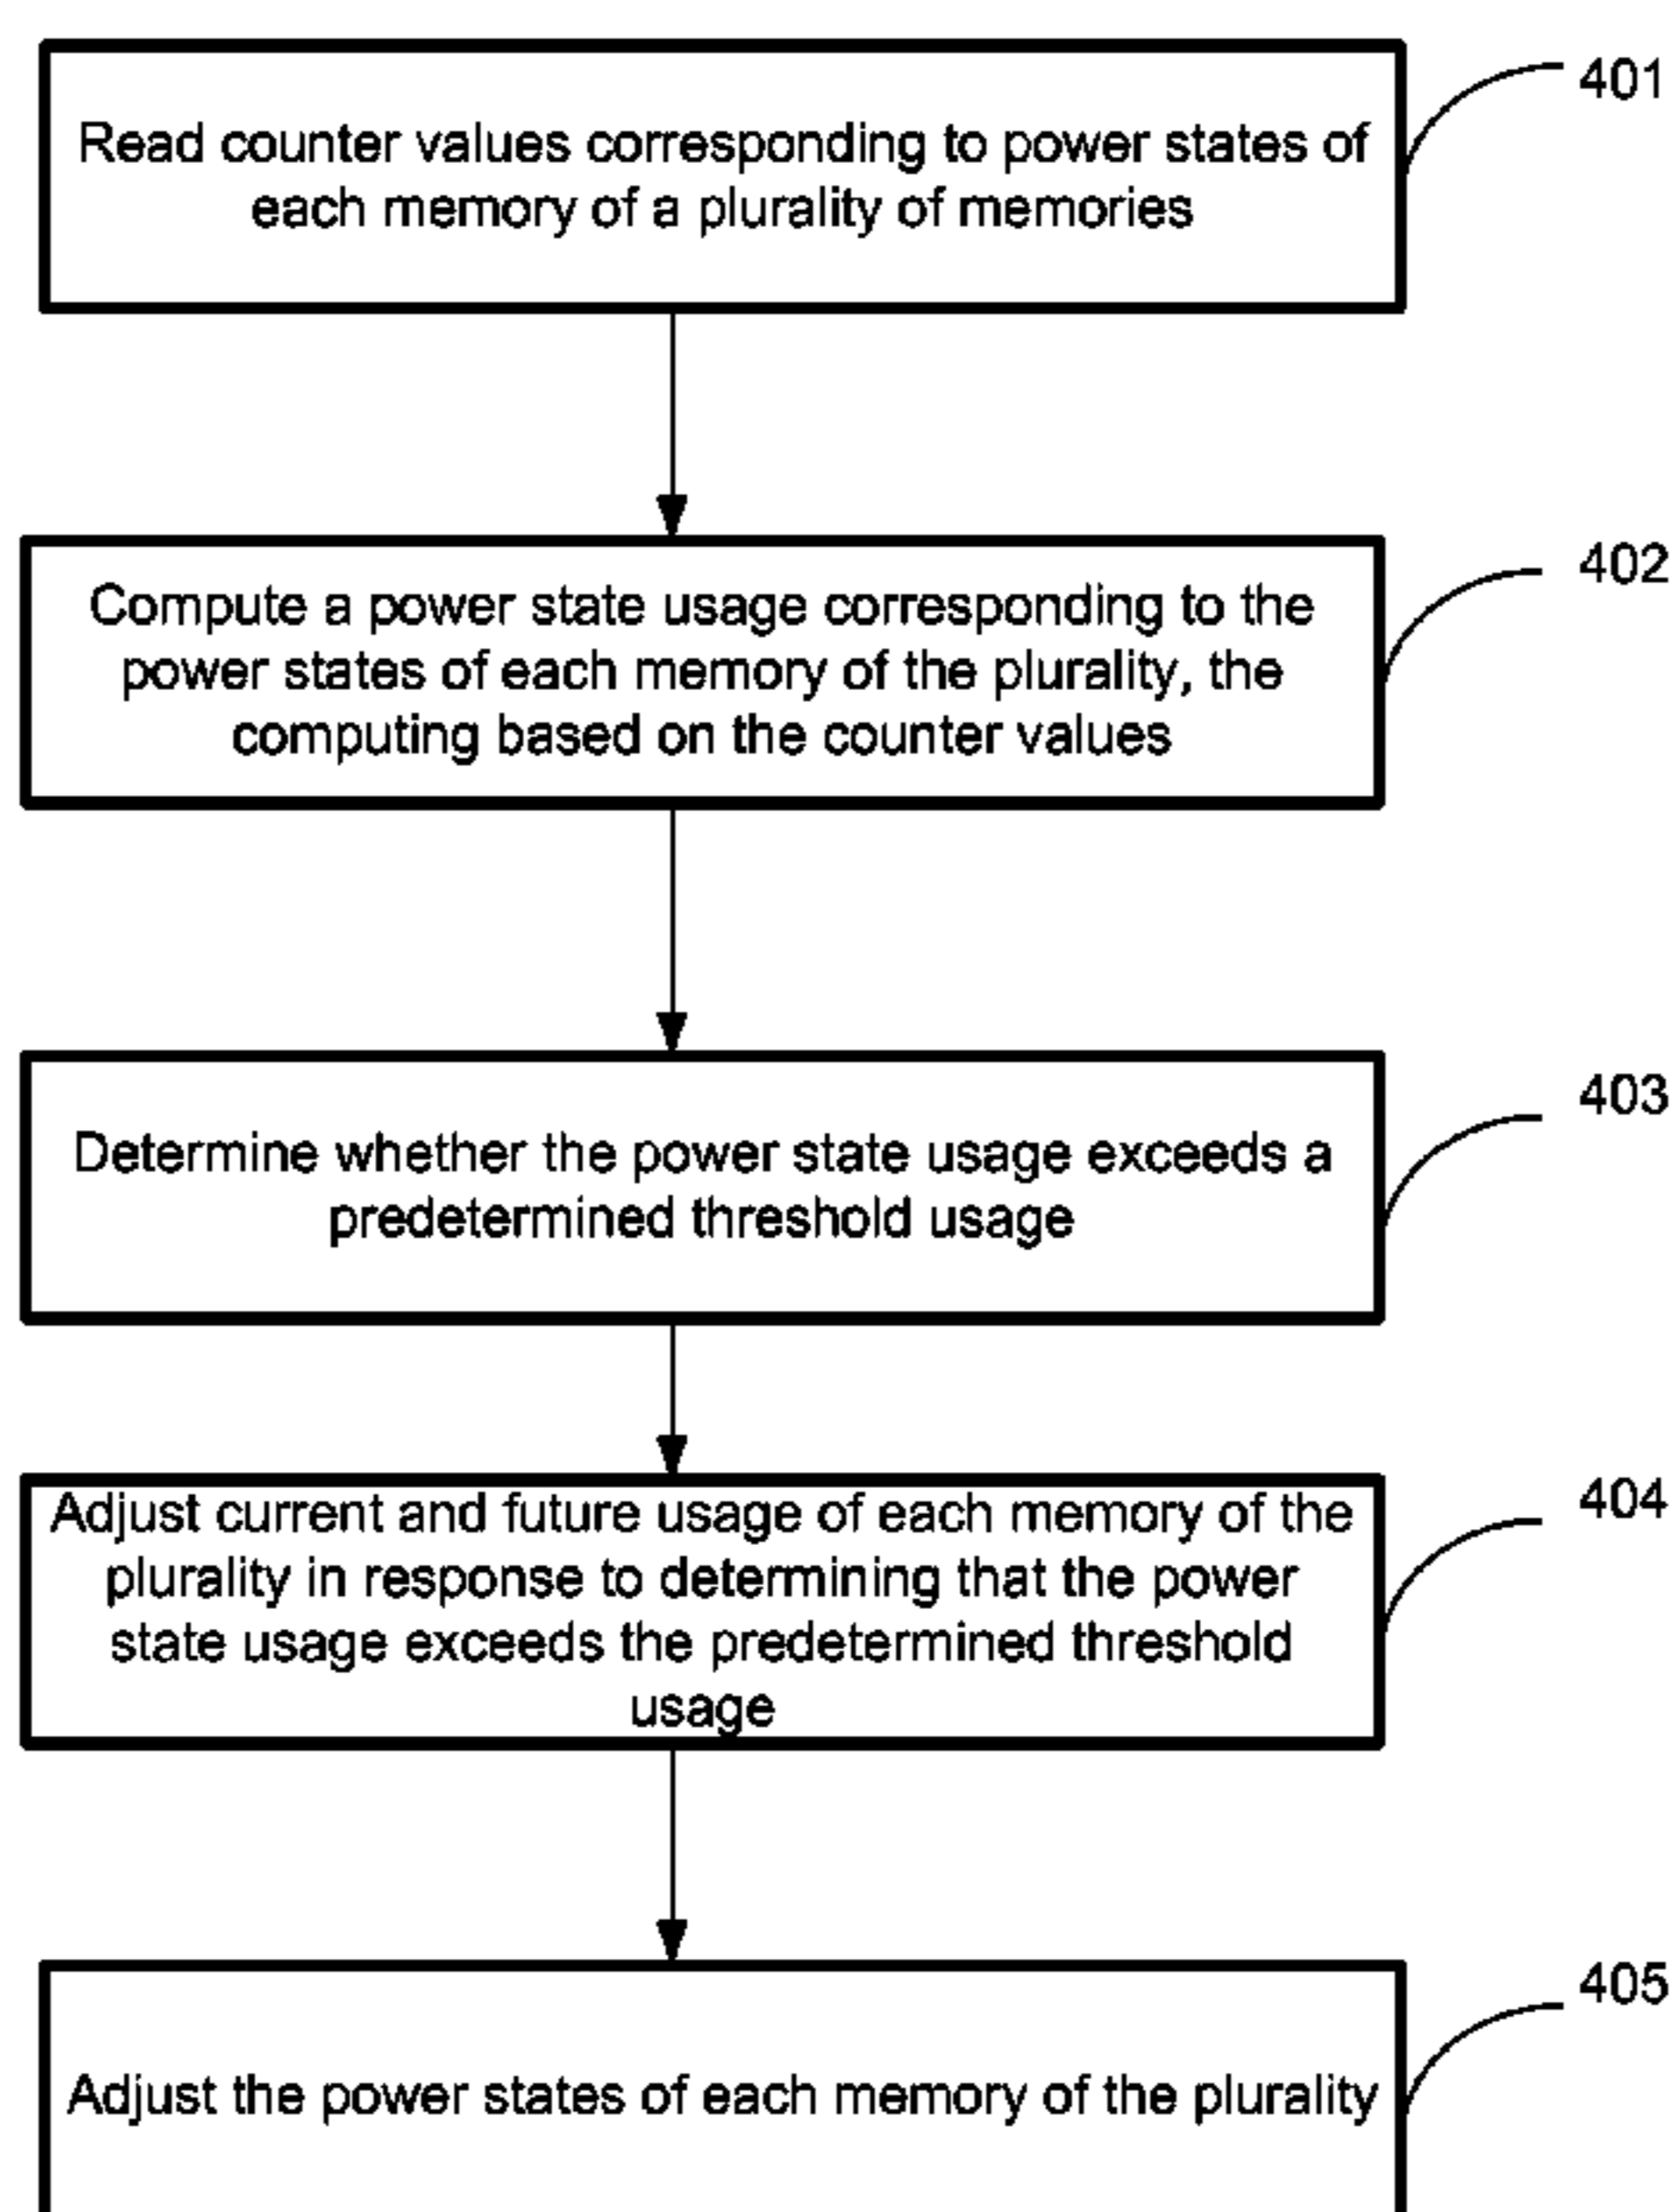 401
Read counter values corresponding to power states of
each memory of a plurality of memories
402
Compute a power state usage corresponding to the
power states of each memory of the plurality, the
computing based on the counter values
403
Determine whether the power state usage exceeds a
predetermined threshold usage
404
Adjust current and future usage of each memory of the
plurality in response to determining that the power
state usage exceeds the predetermined threshold
usage
405
Adjust the power states of each memory of the plurality